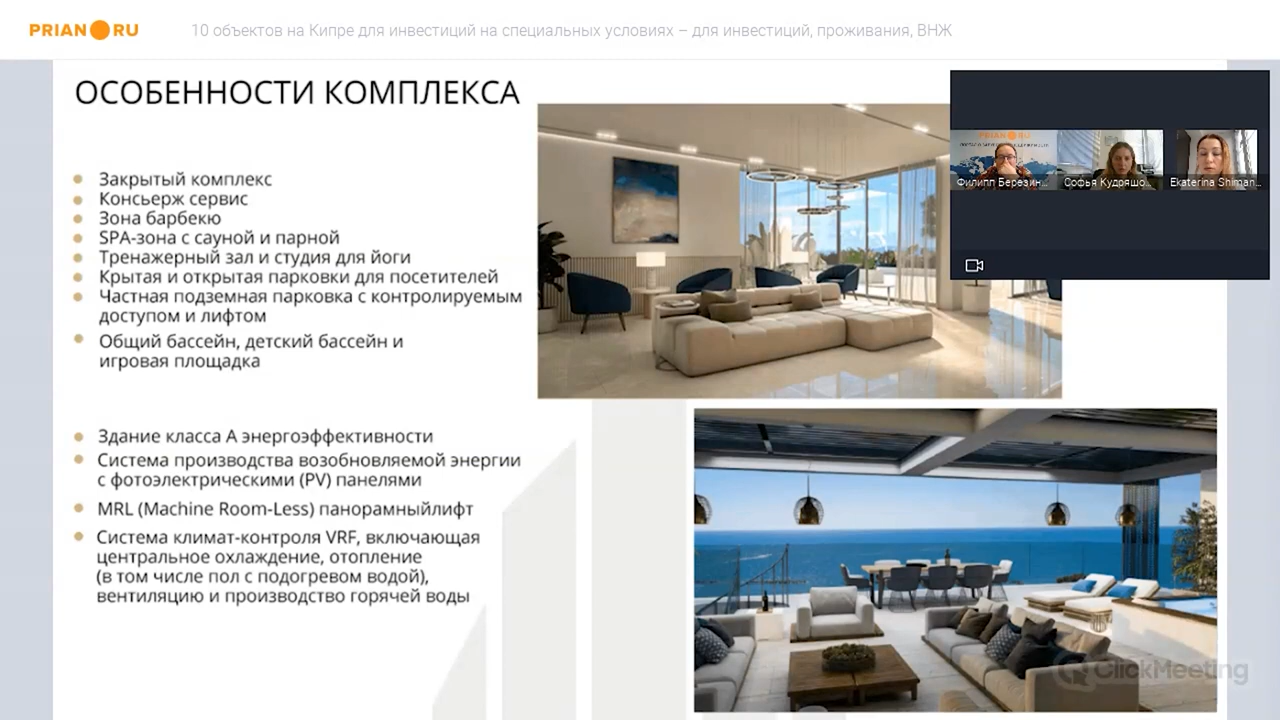 PRIAN RU
10 объектов на Кипре для инвестиций на специальных условиях – для инвестиций, проживания, ВНЖ
ОСОБЕННОСТИ КОМПЛЕКСА
Закрытый комплекс
Консьерж сервис
Зона барбекю
SPA-зона с сауной и парной
Тренажерный зал и студия для йоги
Крытая и открытая парковки для посетителей
Частная подземная парковка с контролируемым
доступом и лифтом
Общий бассейн, детский бассейн и
игровая площадка
Здание класса А энергоэффективности
Система производства возобновляемой энергии
с фотоэлектрическими (PV) панелями
MRL (Machine Room-Less) панорамныйлифт
Система климат-контроля VRF, включающая
центральное охлаждение, отопление
(в том числе пол с подогревом водой),
вентиляцию и производство горячей воды
PRIAN RU
Филипп Березин...
Софья Кудряшо...
Ekaterina Shiman...
ClickMeeting